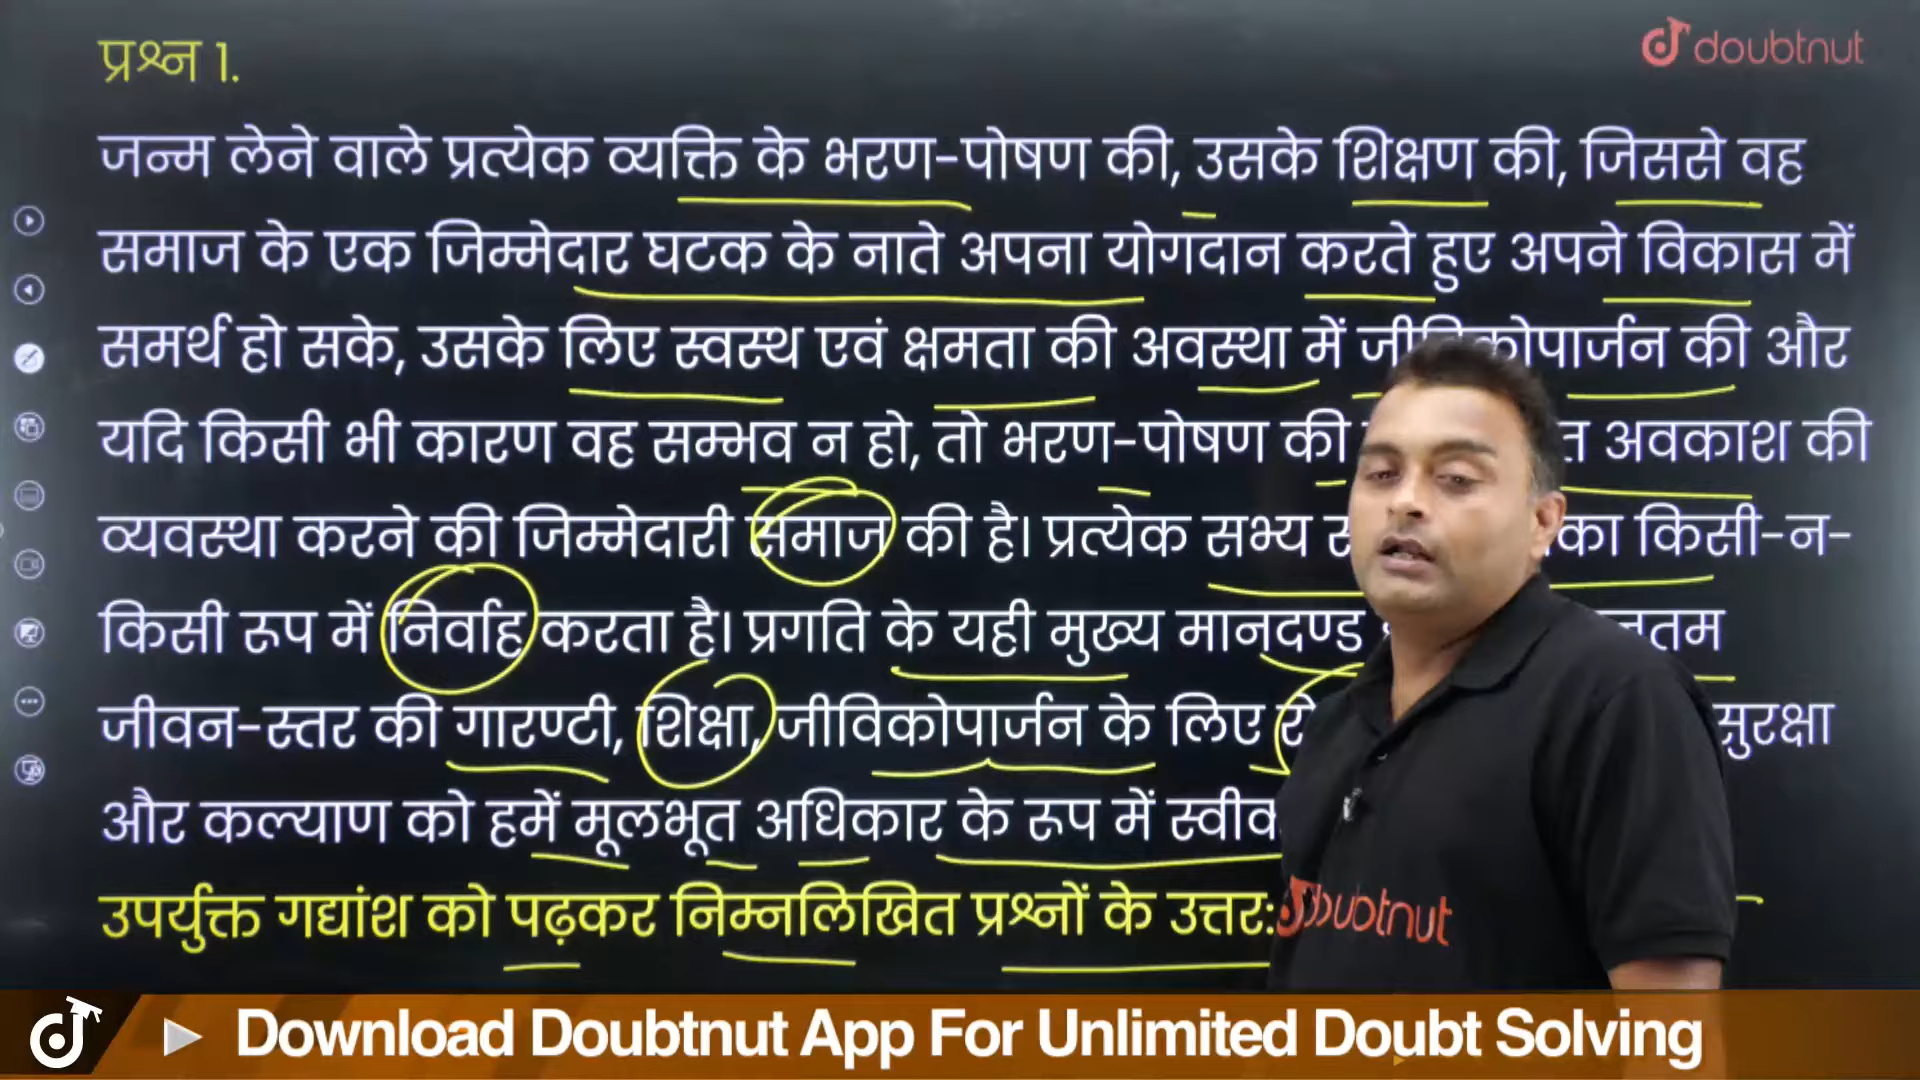 प्रश्न 1.
doubtnut
जन्म लेने वाले प्रत्येक व्यक्ति के भरण-पोषण की, उसके शिक्षण की, जिससे वह
समाज के एक जिम्मेदार घटक के नाते अपना योगदान करते हुए अपने विकास में
समर्थ हो सके, उसके लिए स्वस्थ एवं क्षमता की अवस्था में जीविकोपार्जन की और
यदि किसी भी कारण वह सम्भव न हो, तो भरण-पोषण की अवकाश की
व्यवस्था करने की जिम्मेदारी समाज की है। प्रत्येक सभ्य किसी-न-
किसी रूप में निर्वाह करता है। प्रगति के यही मुख्य मानदण्ड
जीवन-स्तर की गारण्टी, शिक्षा, जीविकोपार्जन के लिए सुरक्षा
और कल्याण को हमें मूलभूत अधिकार के रूप में
उपर्युक्त गद्यांश को पढ़कर निम्नलिखित प्रश्नों के उत्तर:
doubtnut
Download Doubtnut App For Unlimited Doubt Solving